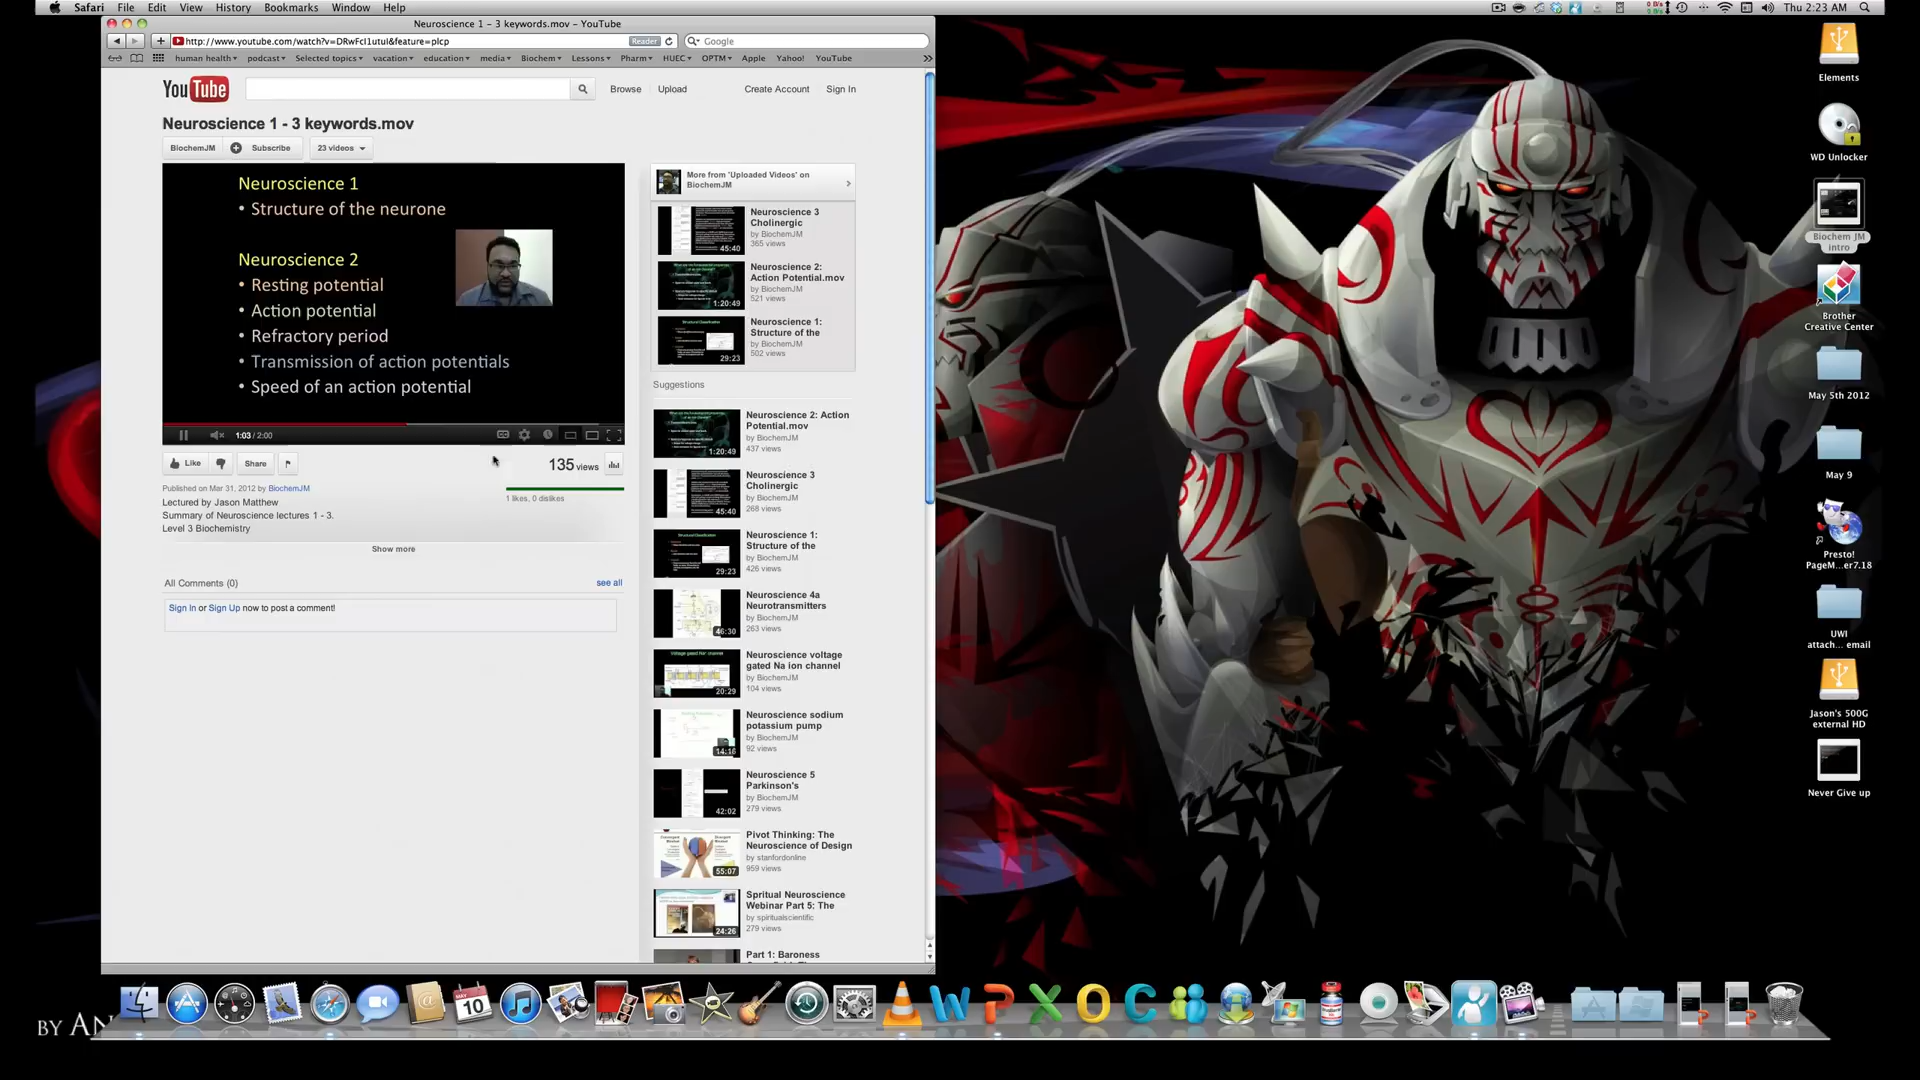 Safari File Edit View History Bookmarks Window Help
Thu 2:23 AM
Neuroscience 1 - 3 keywords.mov - YouTube
http://www.youtube.com/watch?v=DRwFcI1utuI&feature=plcp
Reader
Google
human health podcast Selected topics vacation education media Biochem Lessons Pharm HUEC OPTM Apple Yahoo! YouTube
YouTube
Browse Upload
Create Account Sign In
Neuroscience 1 - 3 keywords.mov
BiochemJM Subscribe 23 videos
Neuroscience 1
• Structure of the neurone
Neuroscience 2
• Resting potential
• Action potential
• Refractory period
• Transmission of action potentials
• Speed of an action potential
1:03 / 2:00
Like
Share
135 views
Published on Mar 31, 2012 by BiochemJM
1 likes, 0 dislikes
Lectured by Jason Matthew
Summary of Neuroscience lectures 1 - 3.
Level 3 Biochemistry
Show more
All Comments (0)
see all
Sign In or Sign Up now to post a comment!
More from 'Uploaded Videos' on
BiochemJM
Neuroscience 3
Cholinergic
by BiochemJM
365 views
45:40
Neuroscience 2:
Action Potential.mov
by BiochemJM
521 views
1:20:49
Neuroscience 1:
Structure of the
by BiochemJM
502 views
29:23
Suggestions
Neuroscience 2: Action
Potential.mov
by BiochemJM
437 views
1:20:49
Neuroscience 3
Cholinergic
by BiochemJM
268 views
45:40
Neuroscience 1:
Structure of the
by BiochemJM
426 views
29:23
Neuroscience 4a
Neurotransmitters
by BiochemJM
263 views
46:30
Neuroscience voltage
gated Na ion channel
by BiochemJM
104 views
20:29
Neuroscience sodium
potassium pump
by BiochemJM
92 views
14:16
Neuroscience 5
Parkinson's
by BiochemJM
279 views
42:02
Pivot Thinking: The
Neuroscience of Design
by stanfordonline
959 views
55:07
Spritual Neuroscience
Webinar Part 5: The
by spiritualscientific
279 views
24:26
Part 1: Baroness
Elements
WD Unlocker
Biochem JM
intro
Brother
Creative Center
May 5th 2012
May 9
Presto!
PageM...er7.18
UWI
attach... email
Jason's 500G
external HD
Never Give up
MAY
10
BY AN